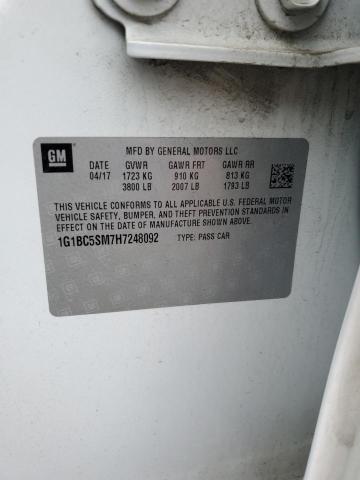 GM
MFD BY GENERAL MOTORS LLC
DATE GVWR GAWR FRT GAWR RR
04/17 1723 KG 910 KG 813 KG
3800 LB 2007 LB 1793 LB
THIS VEHICLE CONFORMS TO ALL APPLICABLE U.S. FEDERAL MOTOR
VEHICLE SAFETY, BUMPER, AND THEFT PREVENTION STANDARDS IN
EFFECT ON THE DATE OF MANUFACTURE SHOWN ABOVE.
1G1BC5SM7H7248092 TYPE: PASS CAR